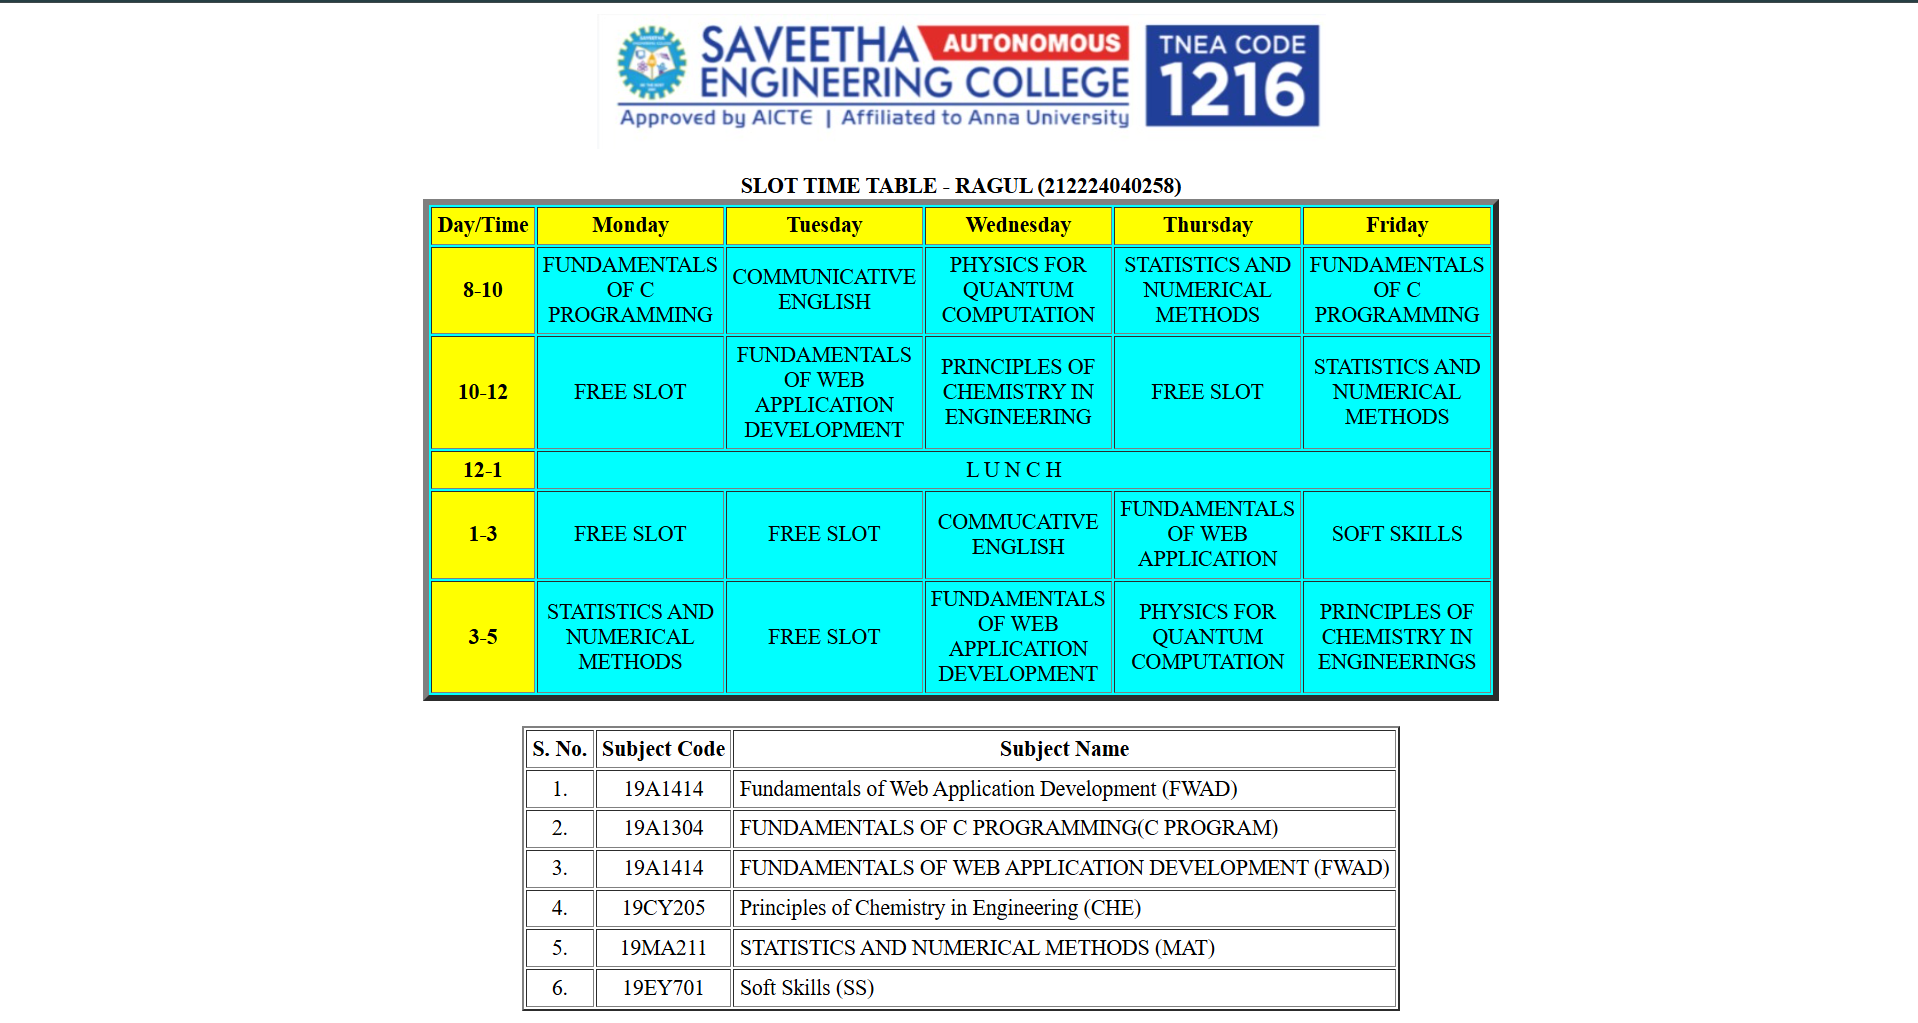 SAVEETHA AUTONOMOUS
ENGINEERING COLLEGE
Approved by AICTE | Affiliated to Anna University
TNEA CODE
1216
SLOT TIME TABLE - RAGUL (212224040258)
Day/Time Monday Tuesday Wednesday Thursday Friday
8-10
FUNDAMENTALS
OF C
PROGRAMMING
COMMUNICATIVE
ENGLISH
PHYSICS FOR
QUANTUM
COMPUTATION
STATISTICS AND
NUMERICAL
METHODS
FUNDAMENTALS
OF C
PROGRAMMING
10-12
FREE SLOT
FUNDAMENTALS
OF WEB
APPLICATION
DEVELOPMENT
PRINCIPLES OF
CHEMISTRY IN
ENGINEERING
FREE SLOT
STATISTICS AND
NUMERICAL
METHODS
12-1
L U N C H
1-3
FREE SLOT
FREE SLOT
COMMUCATIVE
ENGLISH
FUNDAMENTALS
OF WEB
APPLICATION
SOFT SKILLS
3-5
STATISTICS AND
NUMERICAL
METHODS
FREE SLOT
FUNDAMENTALS
OF WEB
APPLICATION
DEVELOPMENT
PHYSICS FOR
QUANTUM
COMPUTATION
PRINCIPLES OF
CHEMISTRY IN
ENGINEERINGS
S. No. Subject Code Subject Name
1. 19A1414 Fundamentals of Web Application Development (FWAD)
2. 19A1304 FUNDAMENTALS OF C PROGRAMMING(C PROGRAM)
3. 19A1414 FUNDAMENTALS OF WEB APPLICATION DEVELOPMENT (FWAD)
4. 19CY205 Principles of Chemistry in Engineering (CHE)
5. 19MA211 STATISTICS AND NUMERICAL METHODS (MAT)
6. 19EY701 Soft Skills (SS)